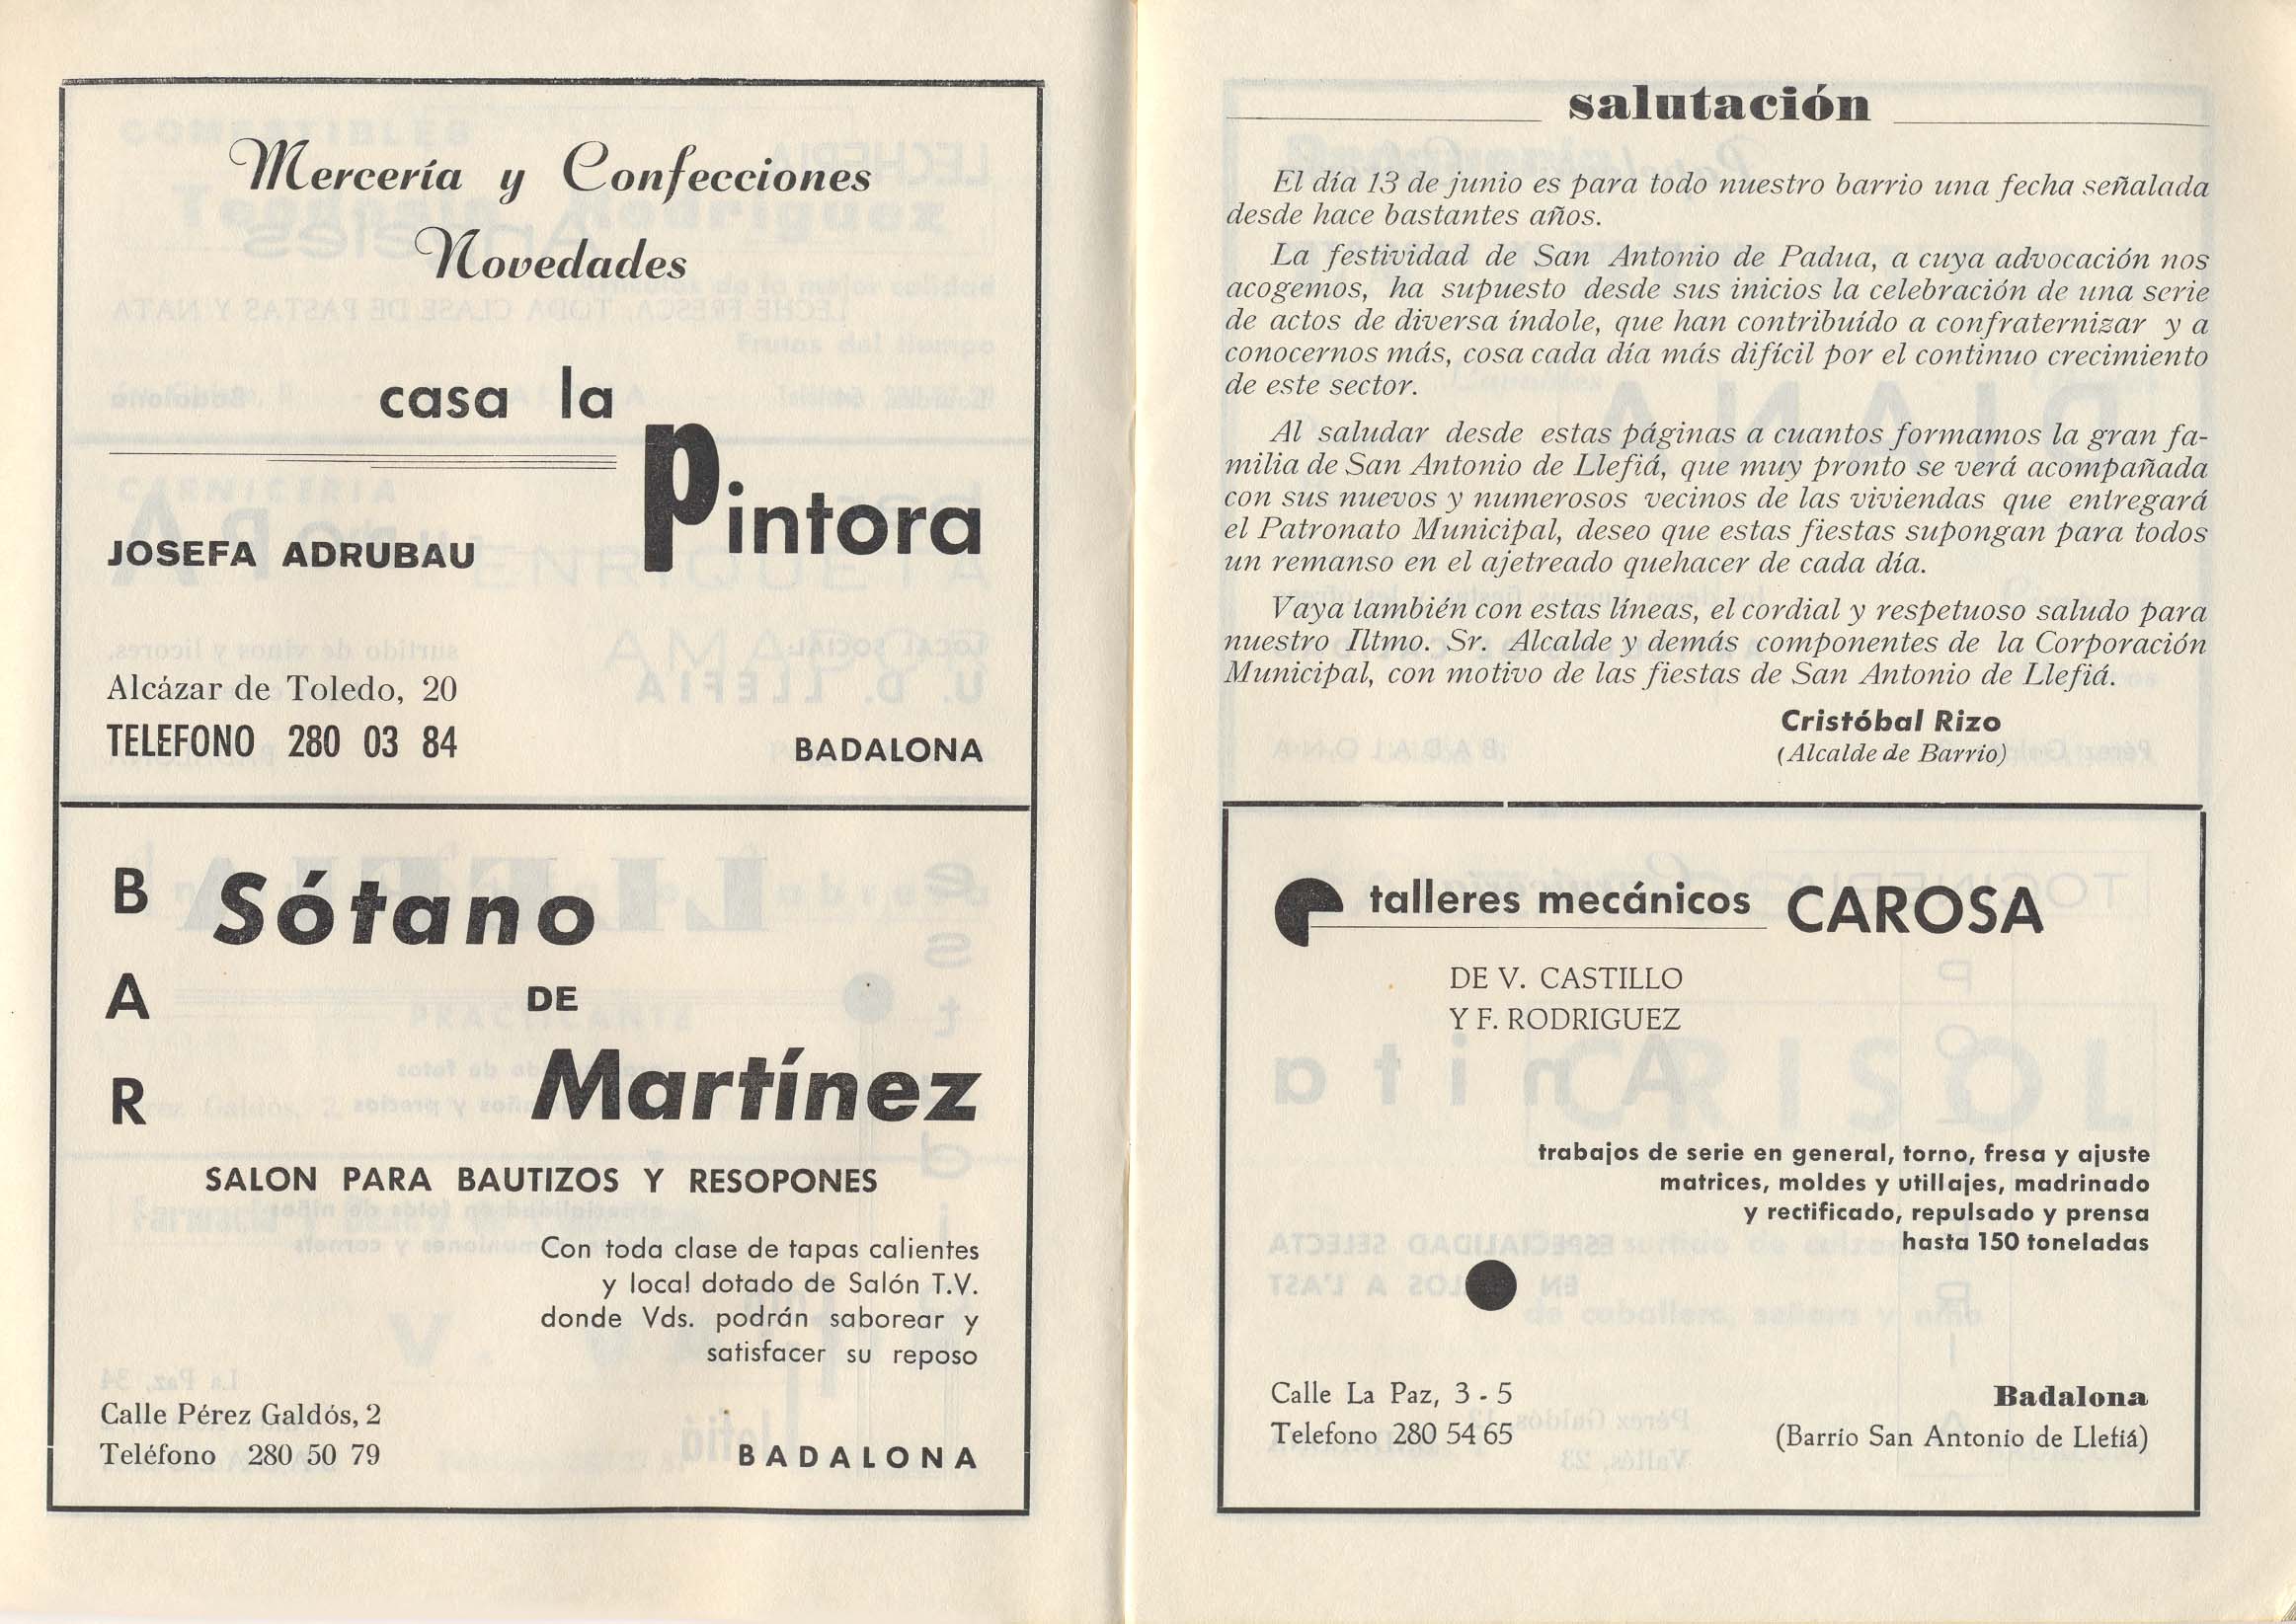 Mercería y Confecciones
Novedades
casa la
Pintora
JOSEFA ADRUBAU
Alcázar de Toledo, 20
TELEFONO 280 03 84
BADALONA
BAR
Sótano
DE
Martínez
SALON PARA BAUTIZOS Y RESOPONES
Con toda clase de tapas calientes
y local dotado de Salón T.V.
donde Vds. podrán saborear y
satisfacer su reposo
Calle Pérez Galdós, 2
Teléfono 280 50 79
BADALONA
salutación
El día 13 de junio es para todo nuestro barrio una fecha señalada
desde hace bastantes años.
La festividad de San Antonio de Padua, a cuya advocación nos
acogemos, ha supuesto desde sus inicios la celebración de una serie
de actos de diversa índole, que han contribuído a confraternizar y a
conocernos más, cosa cada día más difícil por el continuo crecimiento
de este sector.
Al saludar desde estas páginas a cuantos formamos la gran fa-
milia de San Antonio de Llefiá, que muy pronto se verá acompañada
con sus nuevos y numerosos vecinos de las viviendas que entregará
el Patronato Municipal, deseo que estas fiestas supongan para todos
un remanso en el ajetreado quehacer de cada día.
Vaya también con estas líneas, el cordial y respetuoso saludo para
nuestro Iltmo. Sr. Alcalde y demás componentes de la Corporación
Municipal, con motivo de las fiestas de San Antonio de Llefiá.
Cristóbal Rizo
(Alcalde de Barrio)
talleres mecánicos CAROSA
DE V. CASTILLO
Y F. RODRIGUEZ
trabajos de serie en general, torno, fresa y ajuste
matrices, moldes y utillajes, madrinado
y rectificado, repulsado y prensa
hasta 150 toneladas
Calle La Paz, 3 - 5
Telefono 280 54 65
Badalona
(Barrio San Antonio de Llefiá)